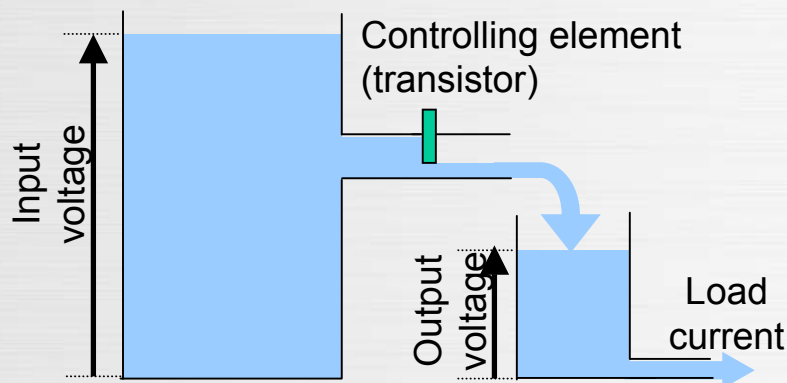 Controlling element
(transistor)
Input
voltage
Output
voltage
Load
current